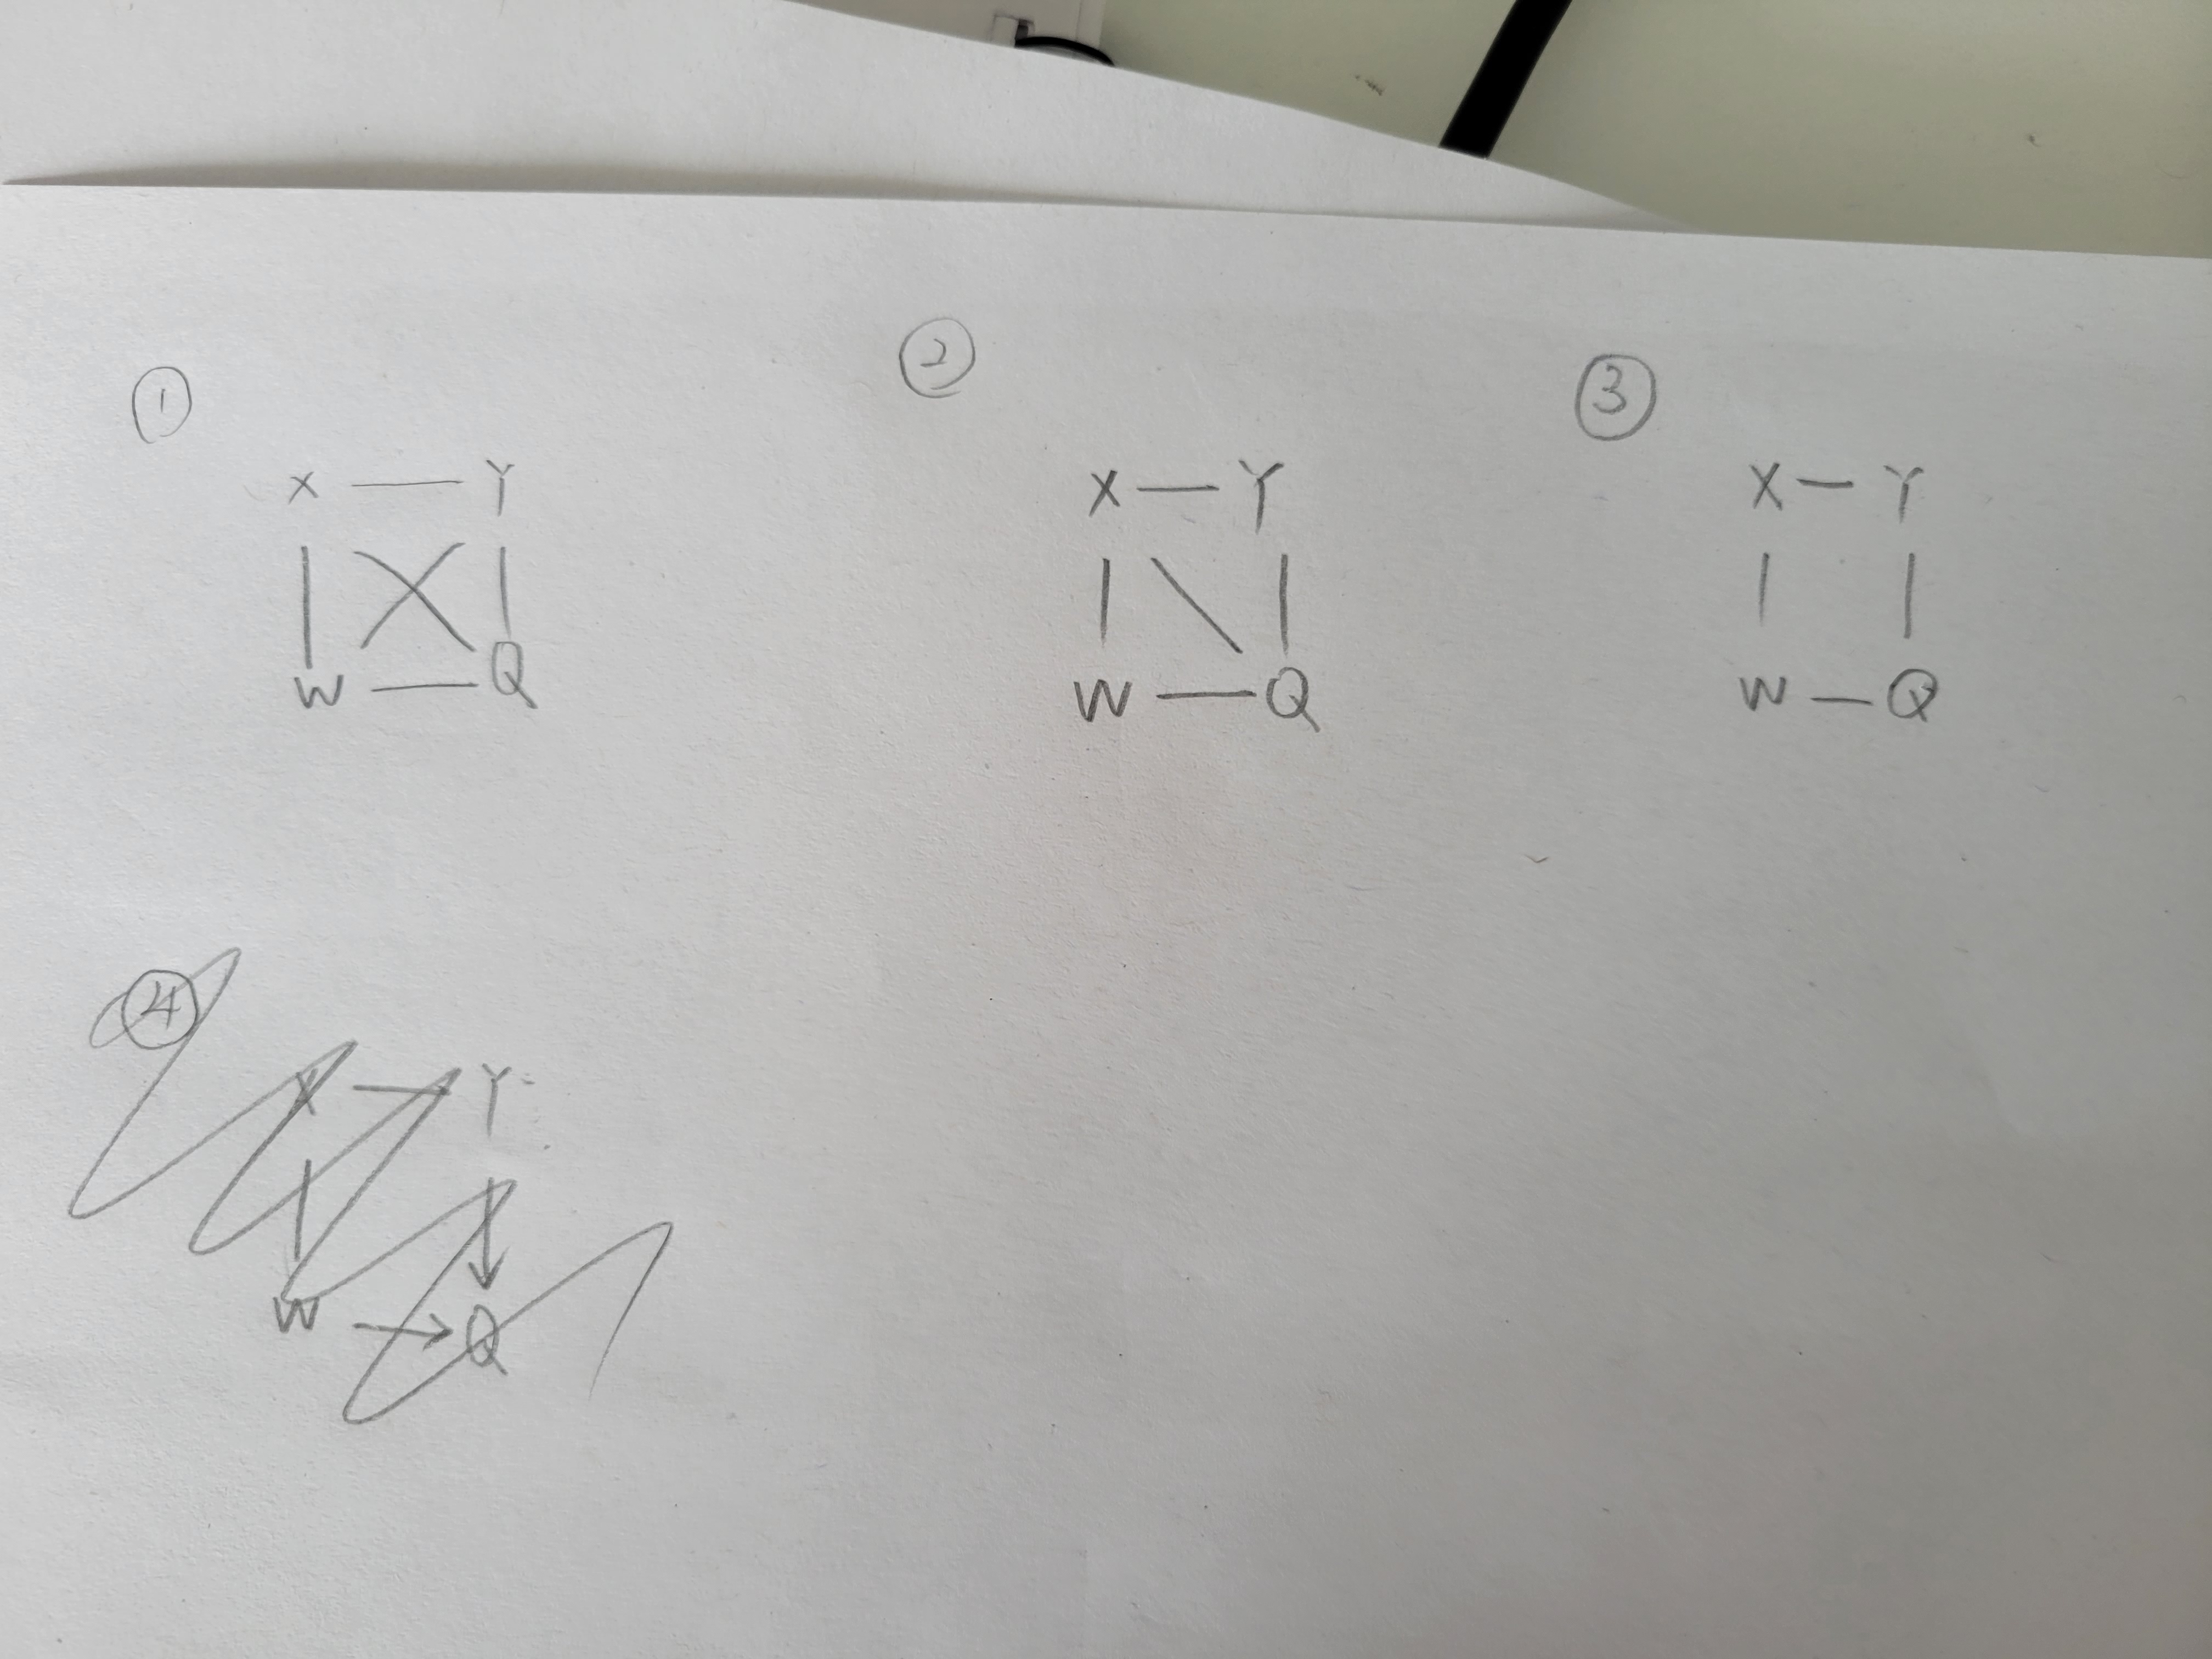 ① ② ③
X — Y X — Y X — Y
W — Q W — Q W — Q
④
X — Y
W → Q